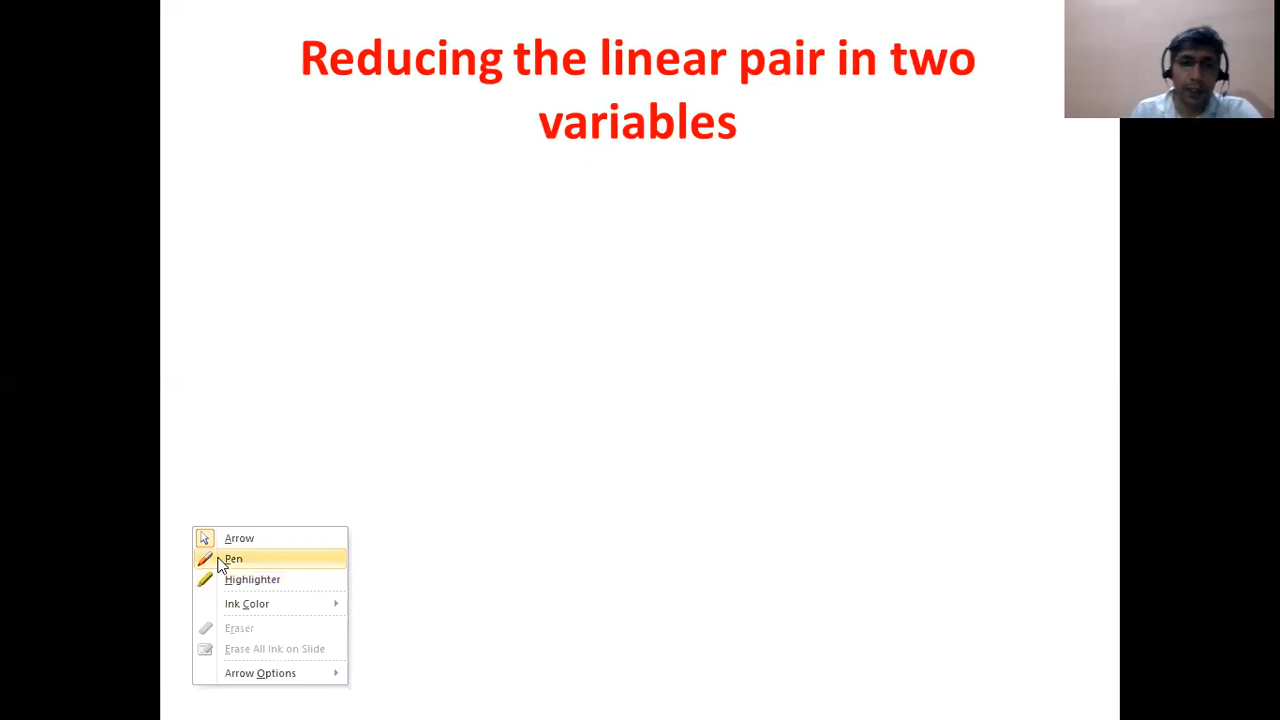 Reducing the linear pair in two
variables
Arrow
Pen
Highlighter
Ink Color
Eraser
Erase All Ink on Slide
Arrow Options